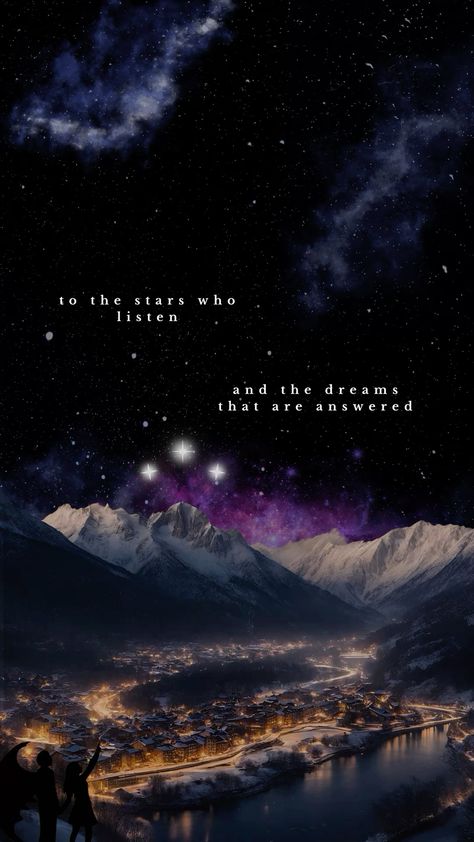 to the stars who
listen
and the dreams
that are answered